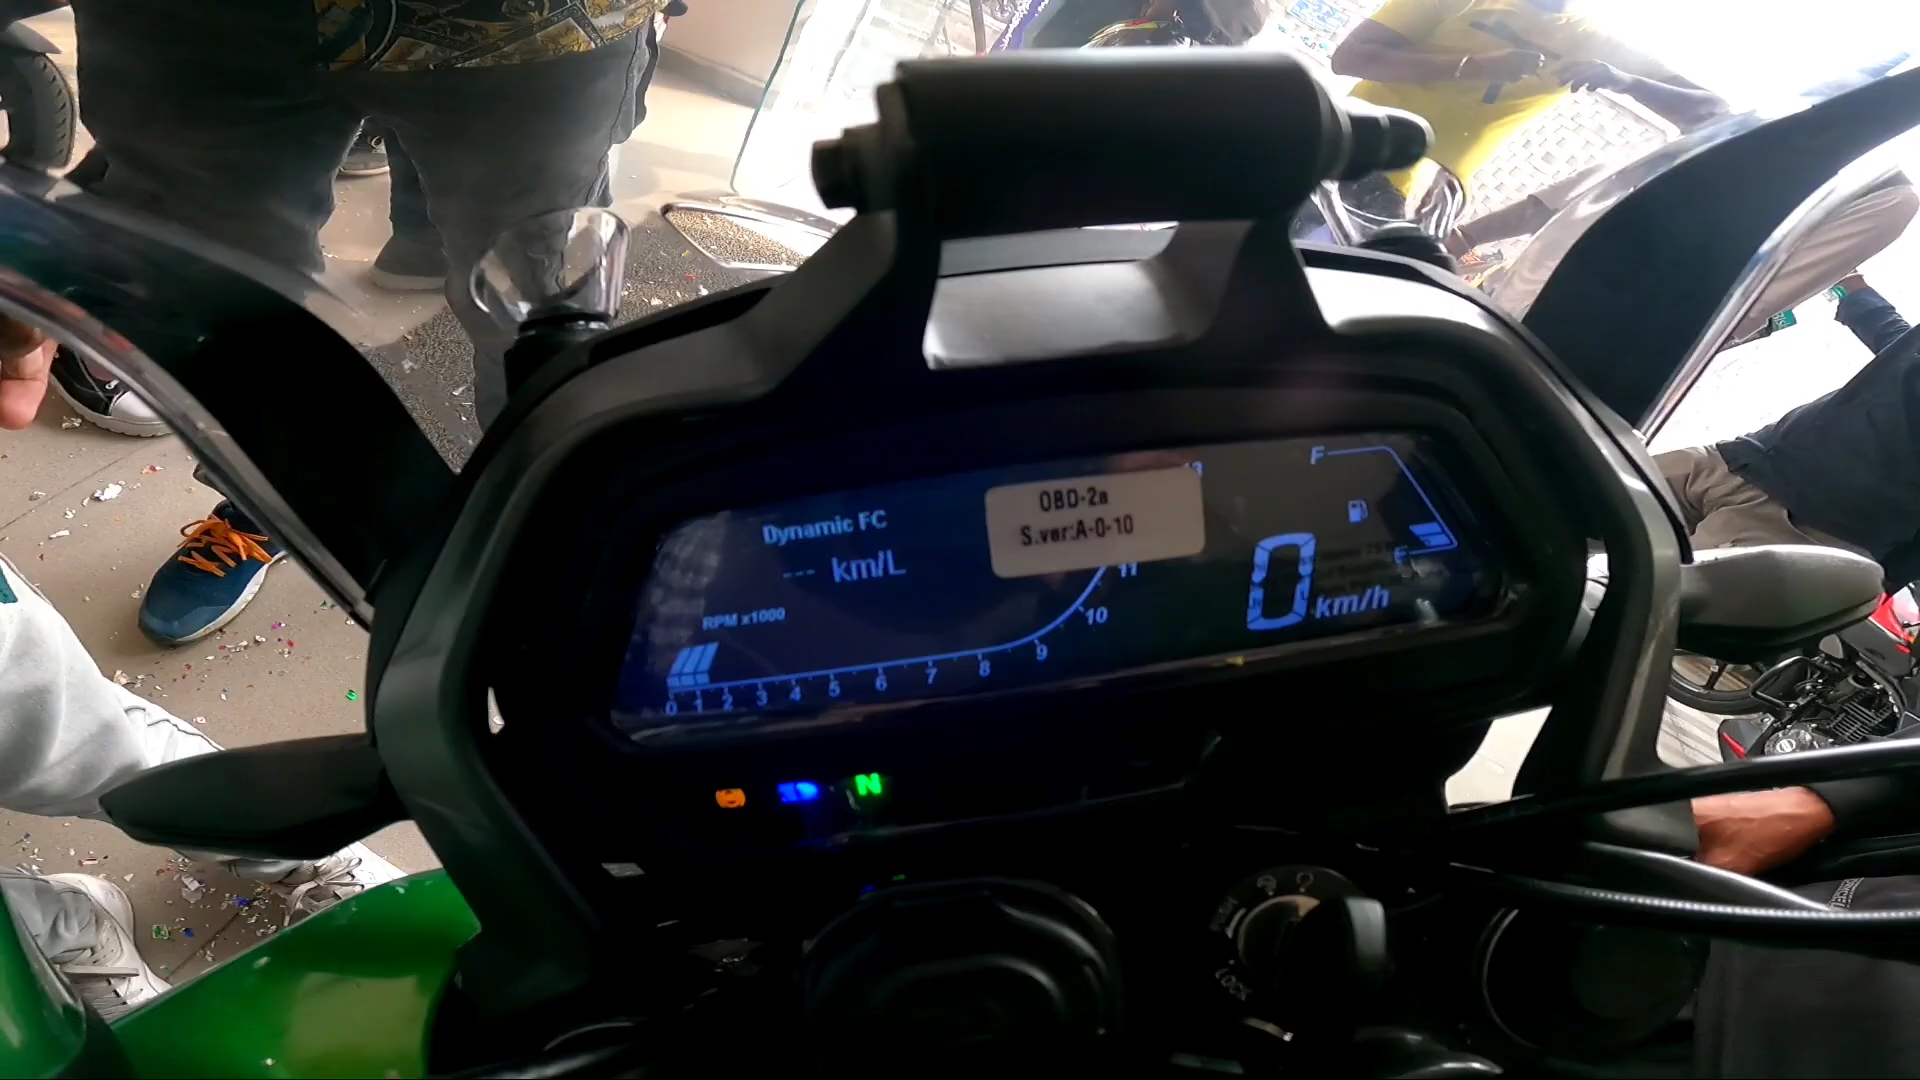 F
OBD-2a
S.ver:A-0-10
Dynamic FC
--- km/L
E
0 km/h
RPM x1000
0 1 2 3 4 5 6 7 8 9 10 11
N
LOCK